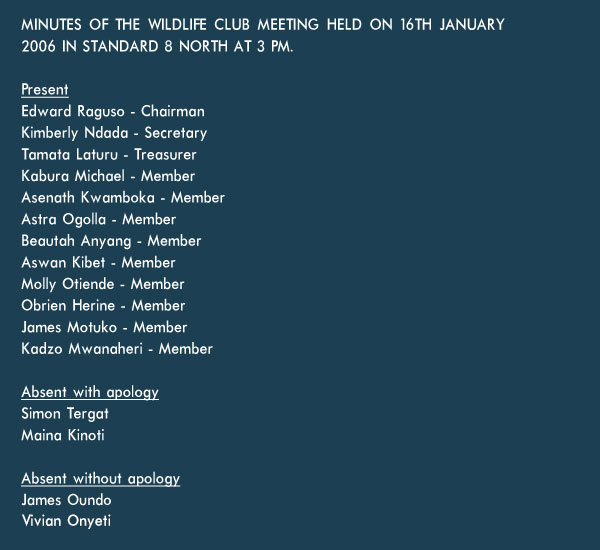 MINUTES OF THE WILDLIFE CLUB MEETING HELD ON 16TH JANUARY
2006 IN STANDARD 8 NORTH AT 3 PM.
Present
Edward Raguso - Chairman
Kimberly Ndada - Secretary
Tamata Laturu - Treasurer
Kabura Michael - Member
Asenath Kwamboka - Member
Astra Ogolla - Member
Beautah Anyang - Member
Aswan Kibet - Member
Molly Otiende - Member
Obrien Herine - Member
James Motuko - Member
Kadzo Mwanaheri - Member
Absent with apology
Simon Tergat
Maina Kinoti
Absent without apology
James Oundo
Vivian Onyeti